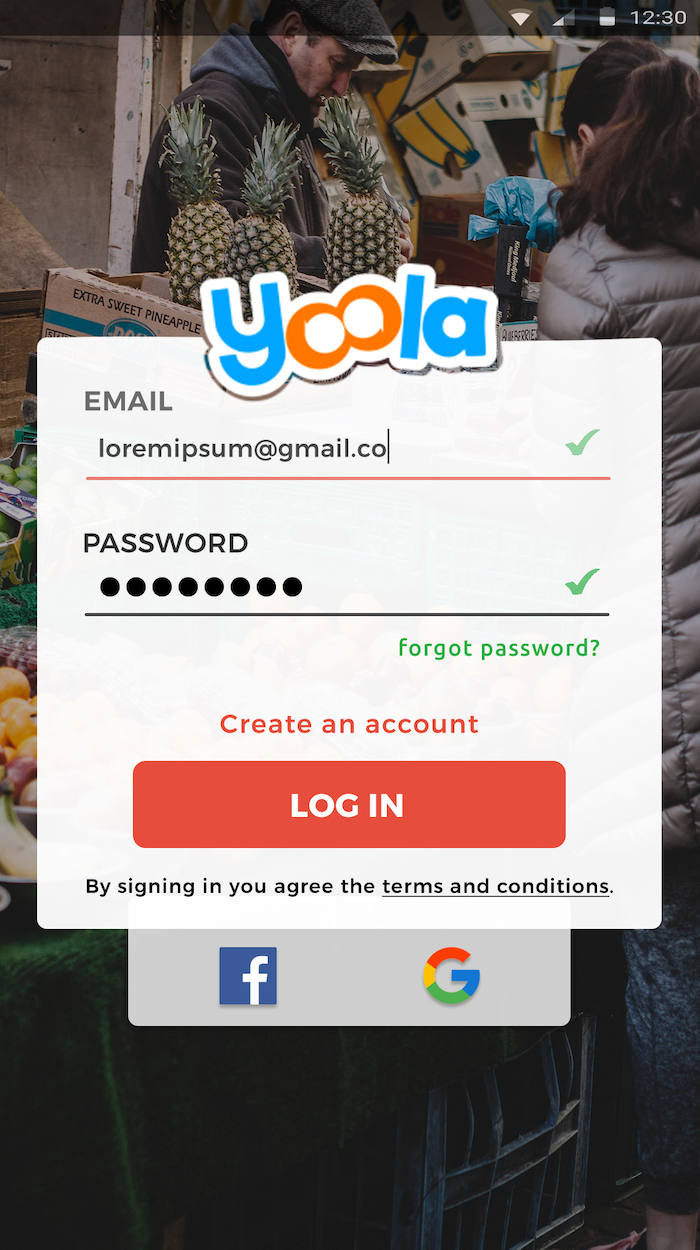 12:30
EXTRA SWEET PINEAPPLE
yoola
EMAIL
loremipsum@gmail.co
PASSWORD
●●●●●●●●
forgot password?
Create an account
LOG IN
By signing in you agree the terms and conditions.
f
G